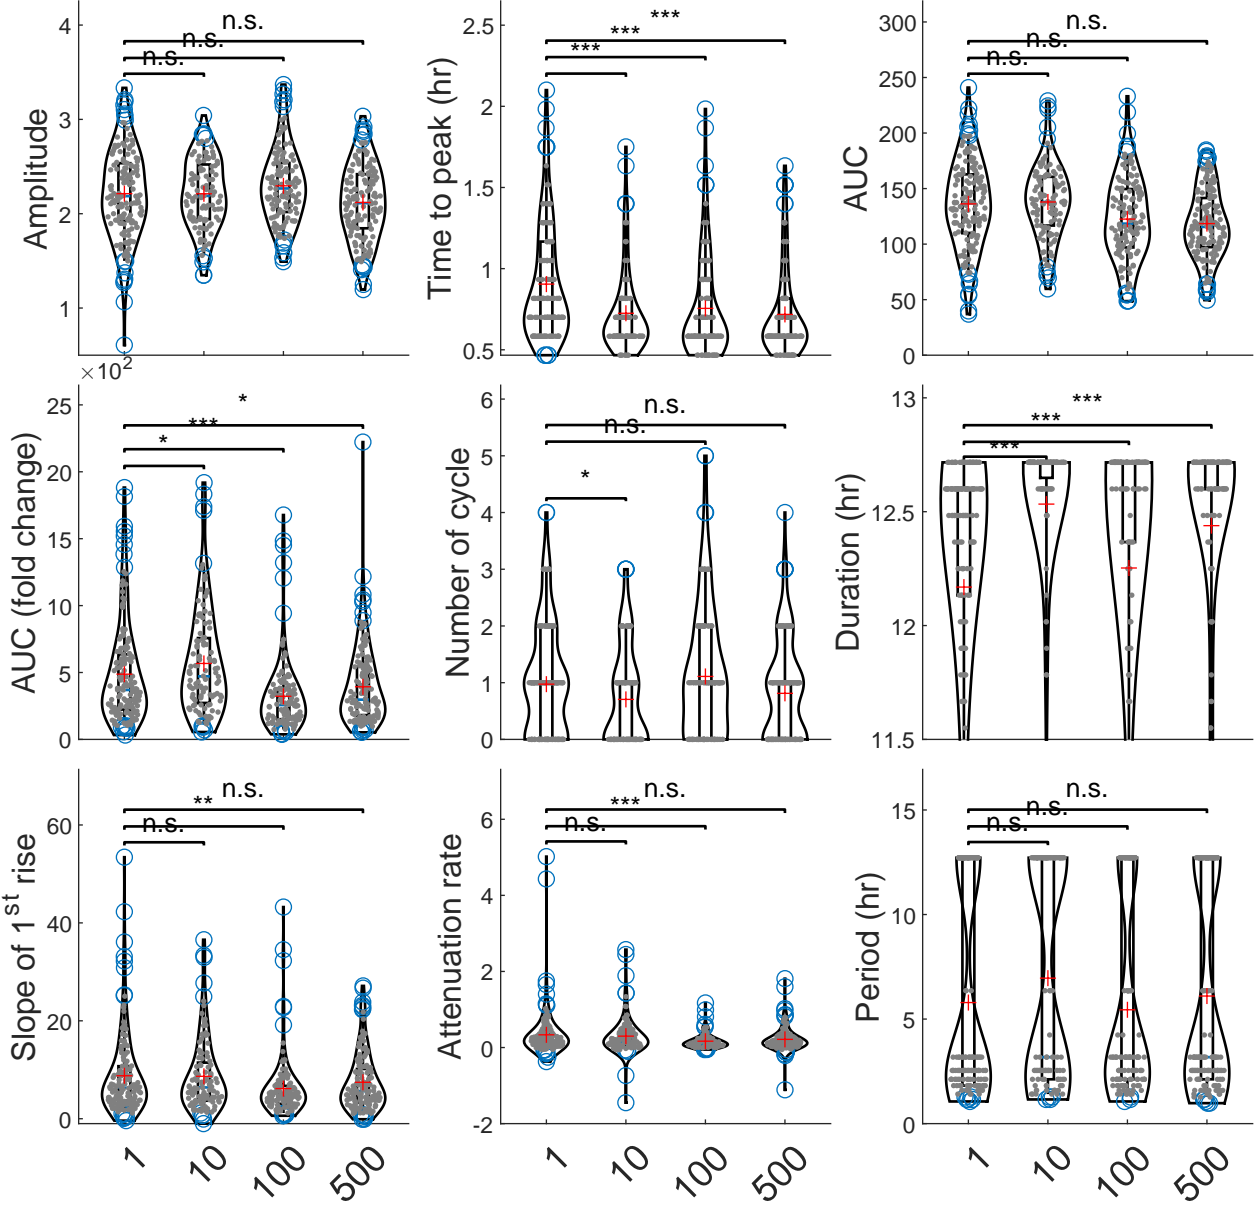 Amplitude
4
3
2
1
n.s.
n.s.
n.s.
Time to peak (hr)
2.5
2
1.5
1
0.5
***
***
***
AUC
300
250
200
150
100
50
0
n.s.
n.s.
n.s.
AUC (fold change)
×10²
25
20
15
10
5
0
*
***
*
Number of cycle
6
5
4
3
2
1
0
n.s.
n.s.
*
Duration (hr)
13
12.5
12
11.5
***
***
***
Slope of 1st rise
60
40
20
0
n.s.
**
n.s.
1
10
100
500
Attenuation rate
6
4
2
0
-2
n.s.
***
n.s.
1
10
100
500
Period (hr)
15
10
5
0
n.s.
n.s.
n.s.
1
10
100
500